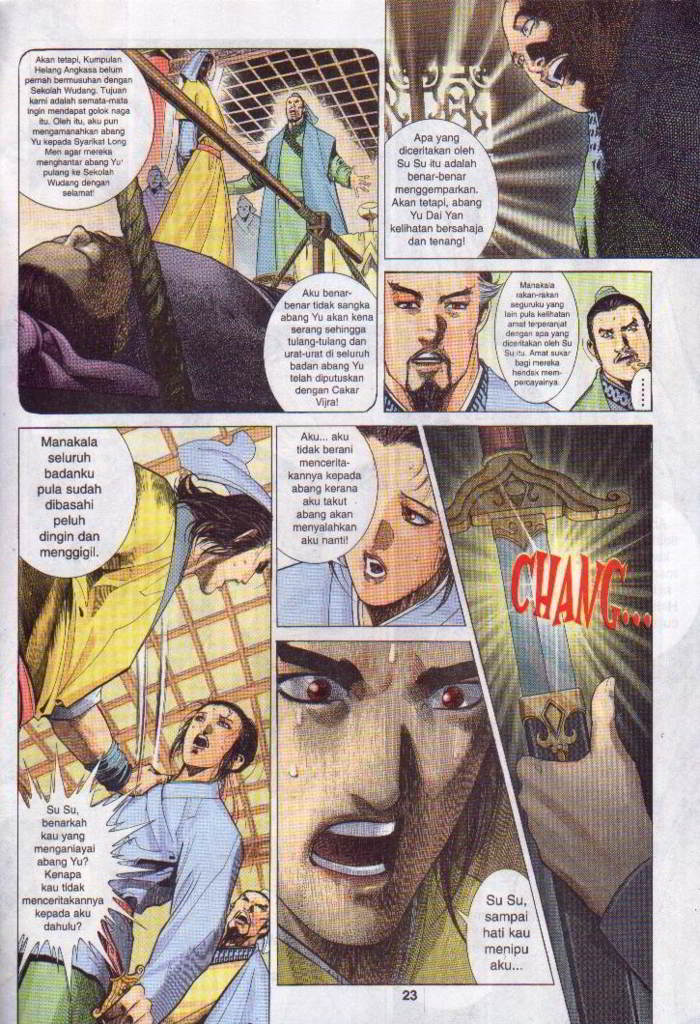 Akan tetapi, Kumpulan
Helang Angkasa belum
pernah bermusuhan dengan
Sekolah Wudang. Tujuan
kami adalah semata-mata
ingin mendapat golok naga
itu. Oleh itu, aku pun
mengamanahkan abang
Yu kepada Syarikat Long
Men agar mereka
menghantar abang Yu
pulang ke Sekolah
Wudang dengan
selamat!
Aku benar-
benar tidak sangka
abang Yu akan kena
serang sehingga
tulang-tulang dan
urat-urat di seluruh
badan abang Yu
telah diputuskan
dengan Cakar
Vijra!
Apa yang
diceritakan oleh
Su Su itu adalah
benar-benar
menggemparkan.
Akan tetapi, abang
Yu Dai Yan
kelihatan bersahaja
dan tenang!
Manakala
rakan-rakan
seguruku yang
lain pula kelihatan
amat terperanjat
dengan apa yang
diceritakan oleh Su
Su itu. Amat sukar
bagi mereka
hendak mem-
percayainya.
Manakala
seluruh
badanku
pula sudah
dibasahi
peluh
dingin dan
menggigil.
Su Su,
benarkah
kau yang
menganiayai
abang Yu?
Kenapa
kau tidak
menceritakannya
kepada aku
dahulu?
Aku... aku
tidak berani
mencerita-
kannya kepada
abang kerana
aku takut
abang akan
menyalahkan
aku nanti!
CHANG...
Su Su,
sampai
hati kau
menipu
aku...
23